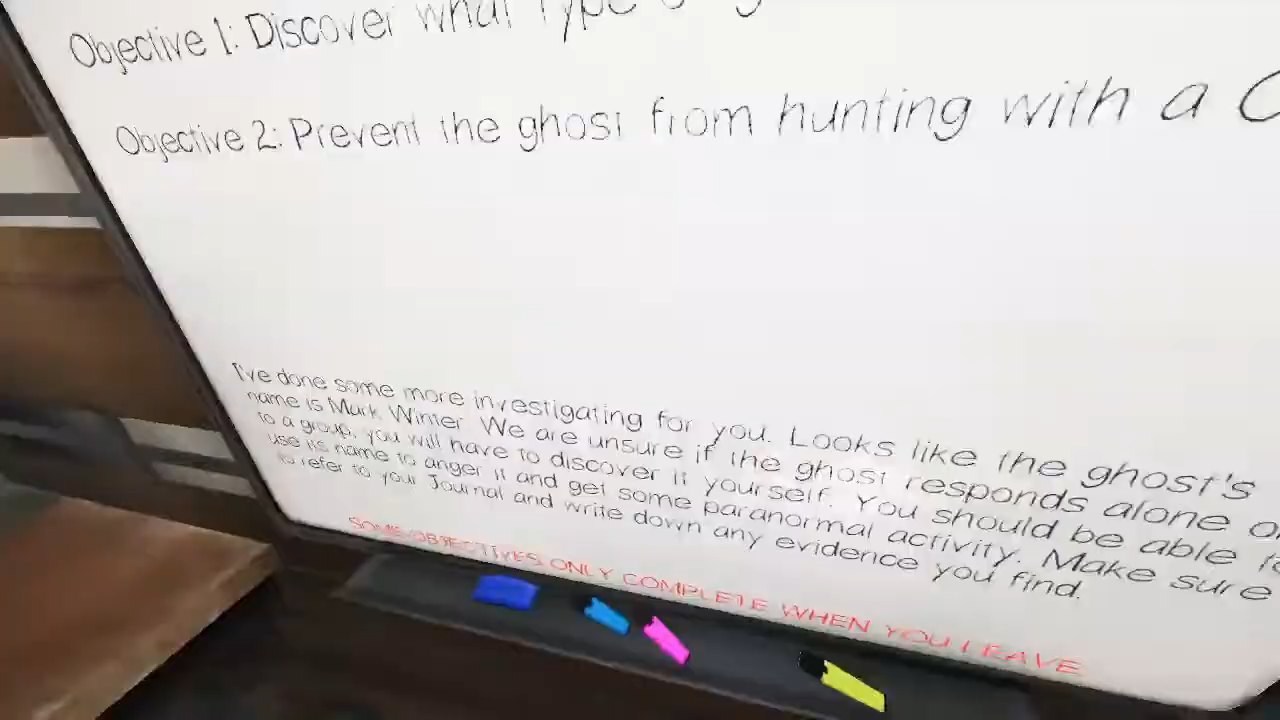 Objective 1: Discover what Type
Objective 2: Prevent the ghost from hunting with a C
I've done some more investigating for you. Looks like the ghost's
name is Mark Winter. We are unsure if the ghost responds alone or
to a group, you will have to discover it yourself. You should be able to
use its name to anger it and get some paranormal activity. Make sure
to refer to your Journal and write down any evidence you find.
SOME OBJECTIVES ONLY COMPLETE WHEN YOU LEAVE